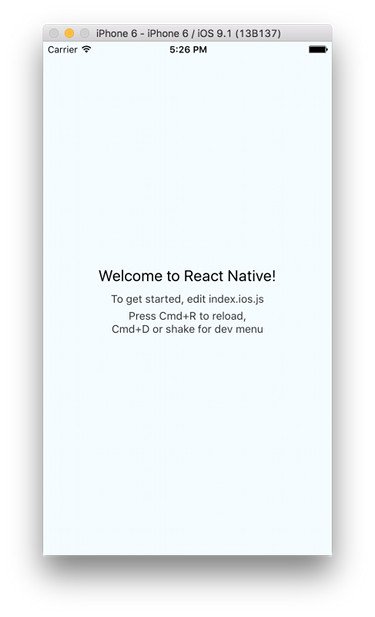 iPhone 6 - iPhone 6 / iOS 9.1 (13B137)
Carrier 5:26 PM
Welcome to React Native!
To get started, edit index.ios.js
Press Cmd+R to reload,
Cmd+D or shake for dev menu